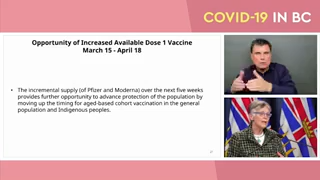 COVID-19 IN BC
Opportunity of Increased Available Dose 1 Vaccine
March 15 - April 18
• The incremental supply (of Pfizer and Moderna) over the next five weeks
provides further opportunity to advance protection of the population by
moving up the timing for aged-based cohort vaccination in the general
population and Indigenous peoples.